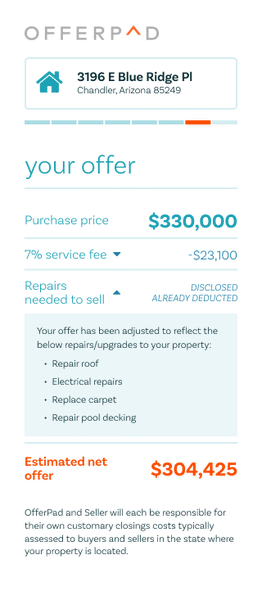 OFFERPAD
3196 E Blue Ridge Pl
Chandler, Arizona 85249
your offer
Purchase price $330,000
7% service fee -$23,100
Repairs
needed to sell
DISCLOSED
ALREADY DEDUCTED
Your offer has been adjusted to reflect the
below repairs/upgrades to your property:
• Repair roof
• Electrical repairs
• Replace carpet
• Repair pool decking
Estimated net
offer
$304,425
OfferPad and Seller will each be responsible for
their own customary closings costs typically
assessed to buyers and sellers in the state where
your property is located.